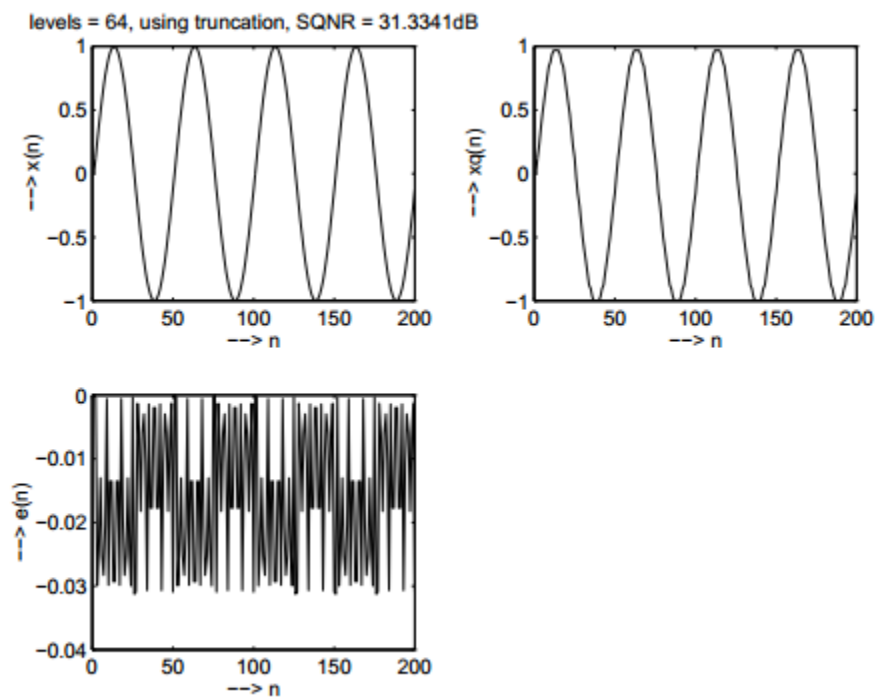 levels = 64, using truncation, SQNR = 31.3341dB
1
0.5
0
−0.5
−1
−−> x(n)
0 50 100 150 200
−−> n
1
0.5
0
−0.5
−1
−−> xq(n)
0 50 100 150 200
−−> n
0
−0.01
−0.02
−0.03
−0.04
−−> e(n)
0 50 100 150 200
−−> n